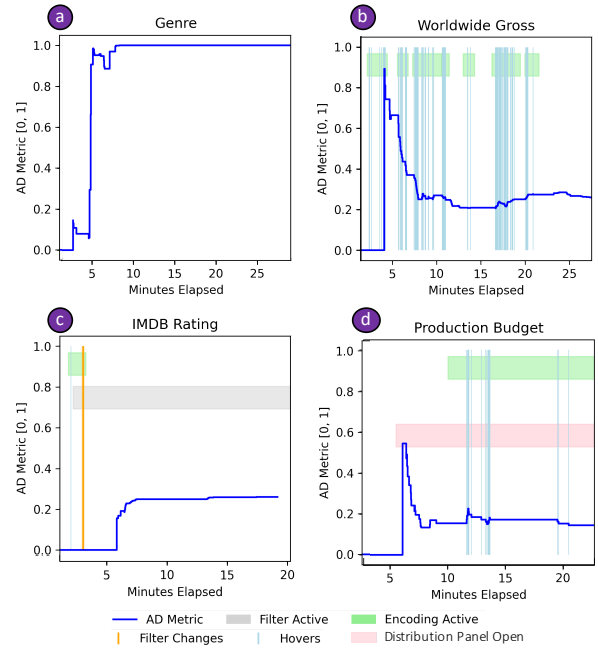 a
Genre
AD Metric [0, 1]
1.0
0.8
0.6
0.4
0.2
0.0
5 10 15 20 25
Minutes Elapsed
b
Worldwide Gross
AD Metric [0, 1]
1.0
0.8
0.6
0.4
0.2
0.0
5 10 15 20 25
Minutes Elapsed
c
IMDB Rating
AD Metric [0, 1]
1.0
0.8
0.6
0.4
0.2
0.0
5 10 15 20
Minutes Elapsed
d
Production Budget
AD Metric [0, 1]
1.0
0.8
0.6
0.4
0.2
0.0
5 10 15 20
Minutes Elapsed
AD Metric Filter Active Encoding Active
Filter Changes Hovers Distribution Panel Open